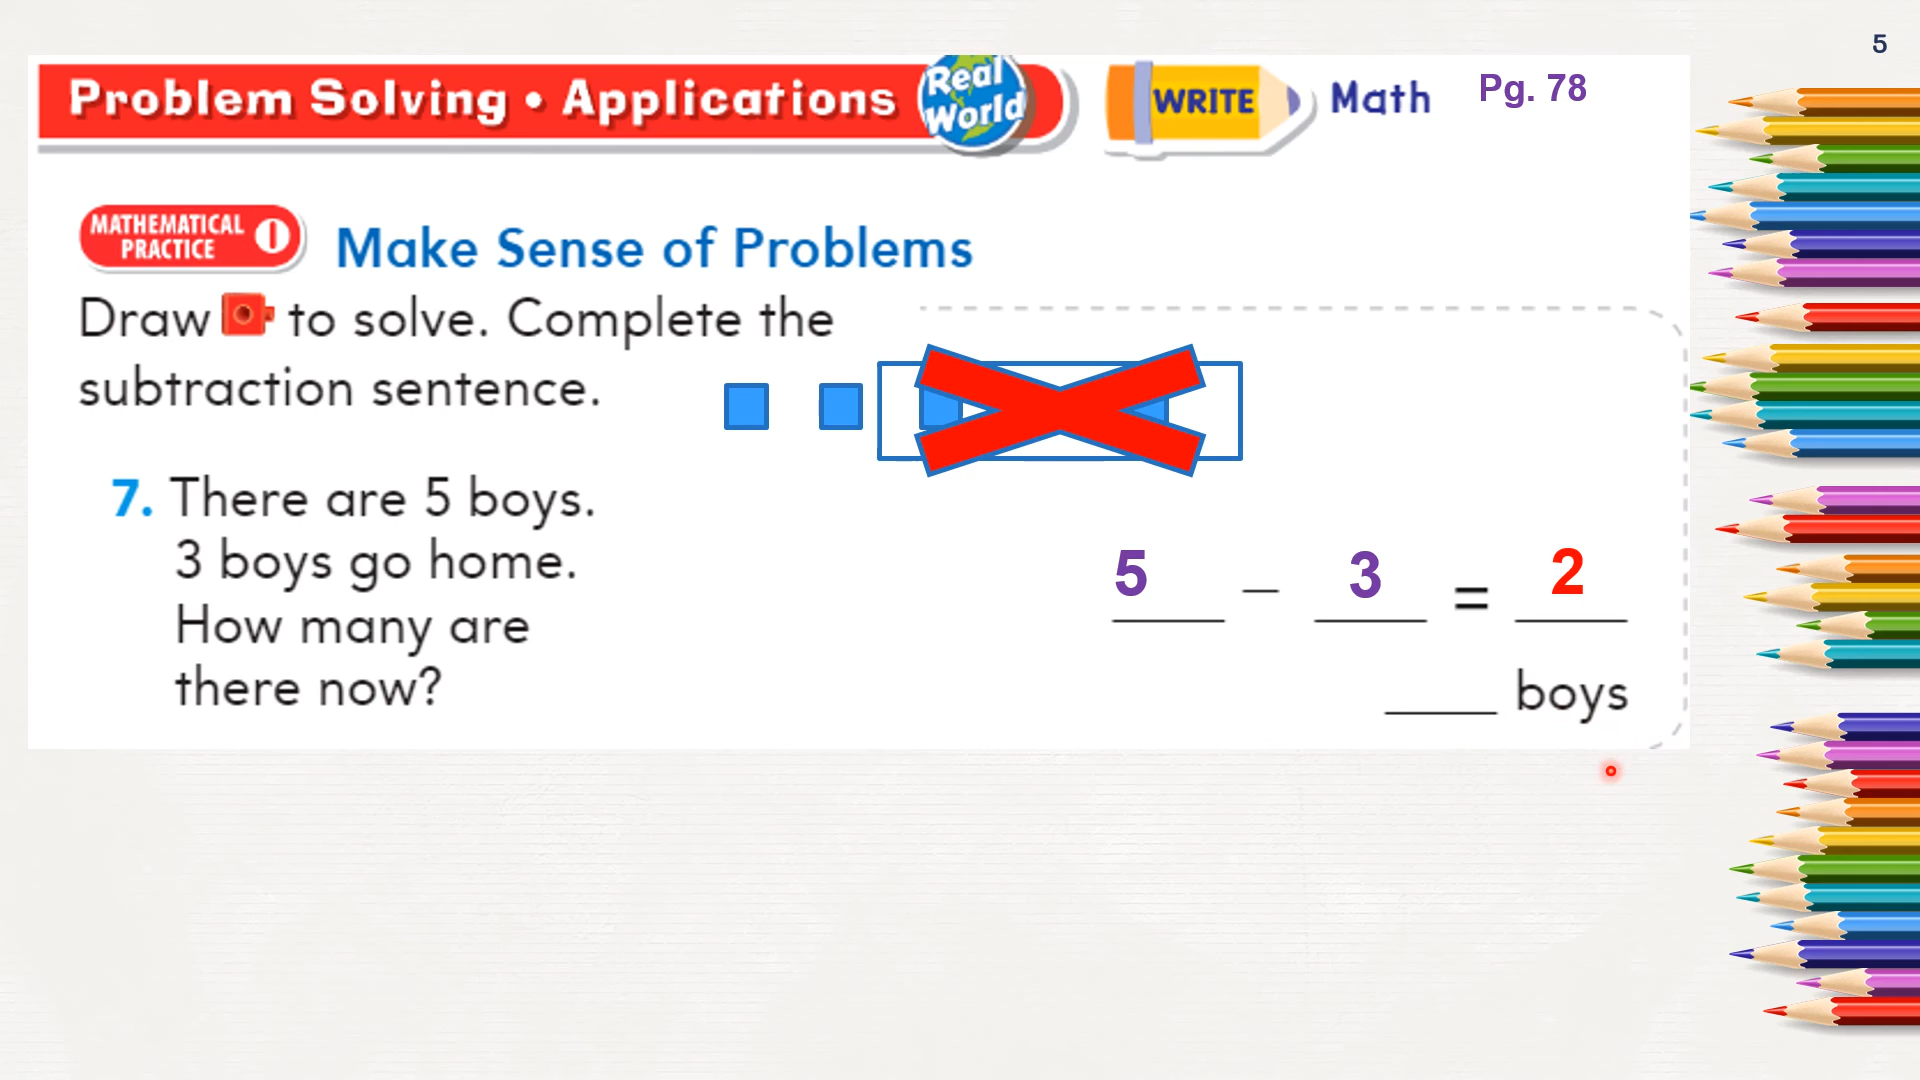 5
Problem Solving • Applications
Real World
WRITE Math
Pg. 78
MATHEMATICAL PRACTICE 1
Make Sense of Problems
Draw to solve. Complete the
subtraction sentence.
7. There are 5 boys.
3 boys go home.
How many are
there now?
5 − 3 = 2
____ boys